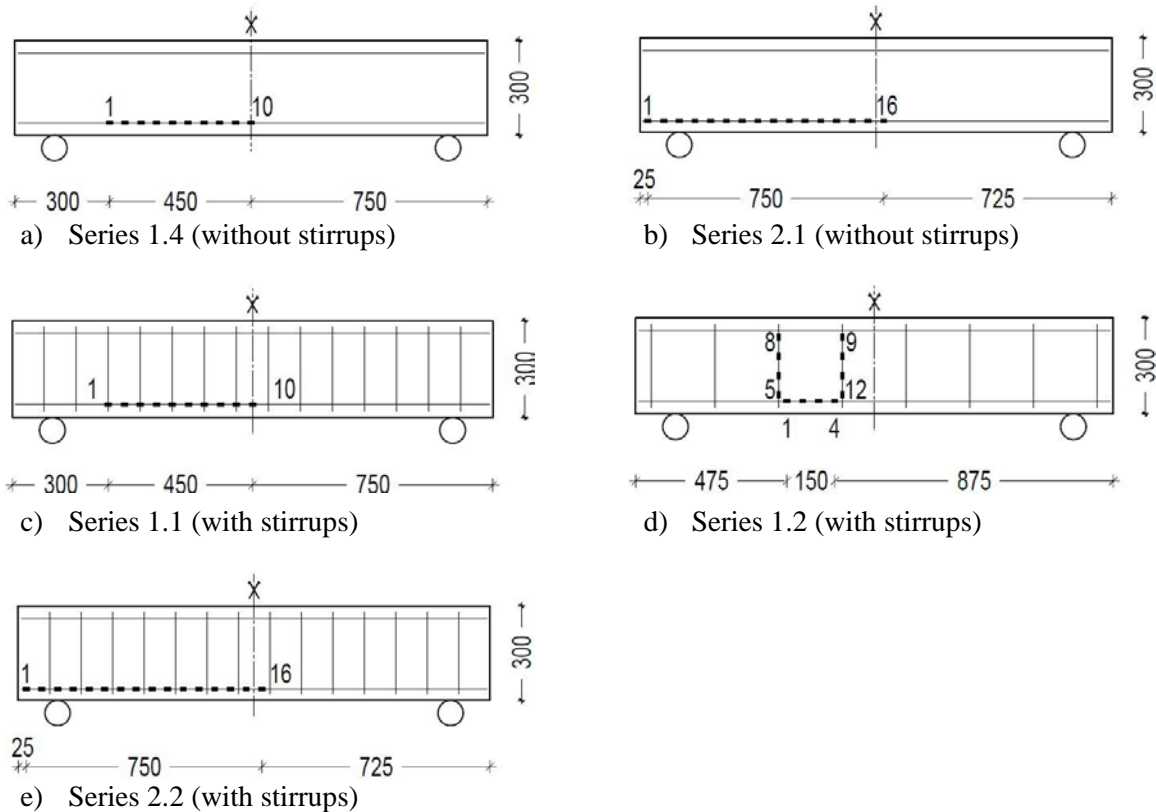 300
1 10
300 450 750
a) Series 1.4 (without stirrups)
300
1 16
25 750 725
b) Series 2.1 (without stirrups)
300
1 10
300 450 750
c) Series 1.1 (with stirrups)
8 9
300
5 12
1 4
475 150 875
d) Series 1.2 (with stirrups)
300
1 16
25 750 725
e) Series 2.2 (with stirrups)